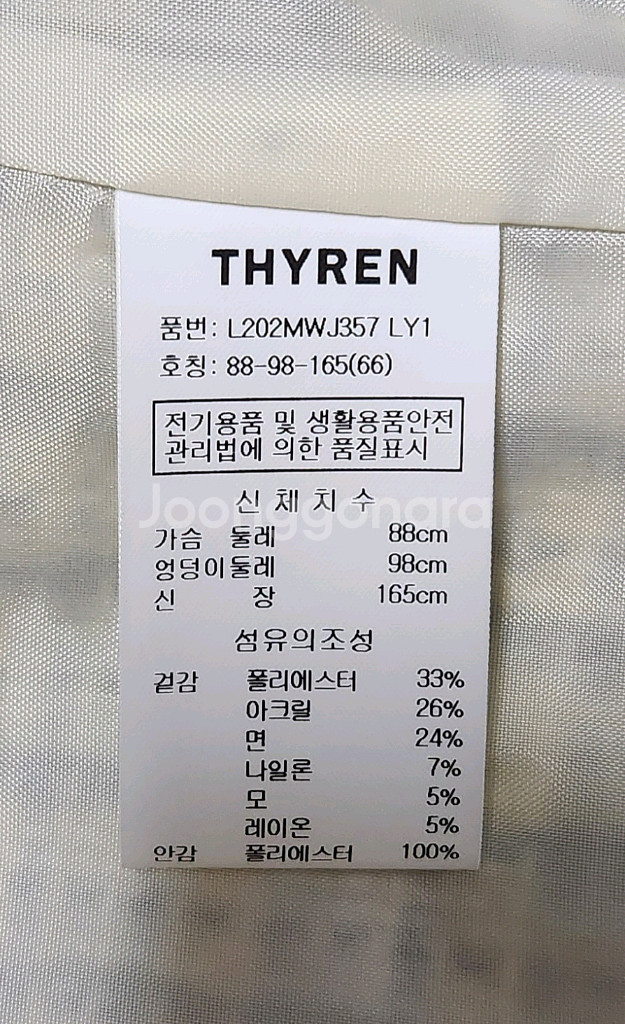 THYREN
품번: L202MWJ357 LY1
호칭: 88-98-165(66)
전기용품 및 생활용품안전
관리법에 의한 품질표시
신 체 치 수
Joonggonara
가슴 둘레 88cm
엉덩이둘레 98cm
신 장 165cm
섬유의조성
겉감 폴리에스터 33%
아크릴 26%
면 24%
나일론 7%
모 5%
레이온 5%
안감 폴리에스터 100%